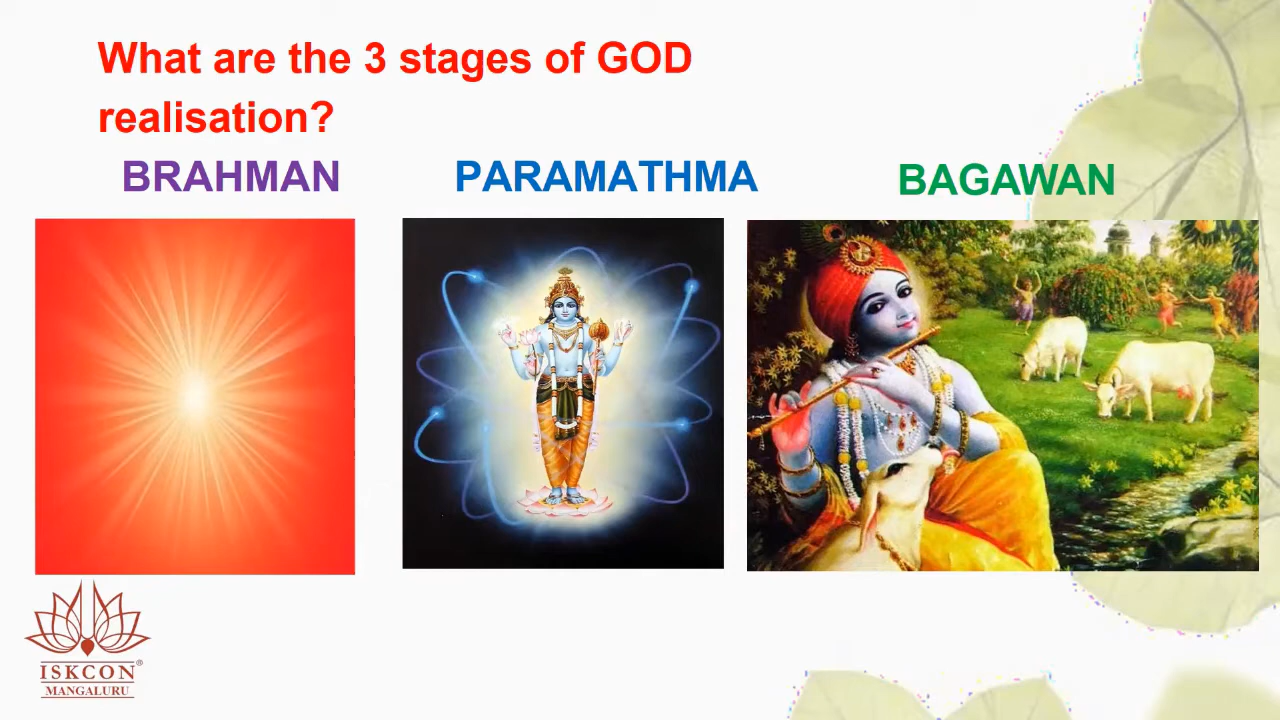 What are the 3 stages of GOD
realisation?
BRAHMAN
PARAMATHMA
BAGAWAN
ISKCON®
MANGALURU